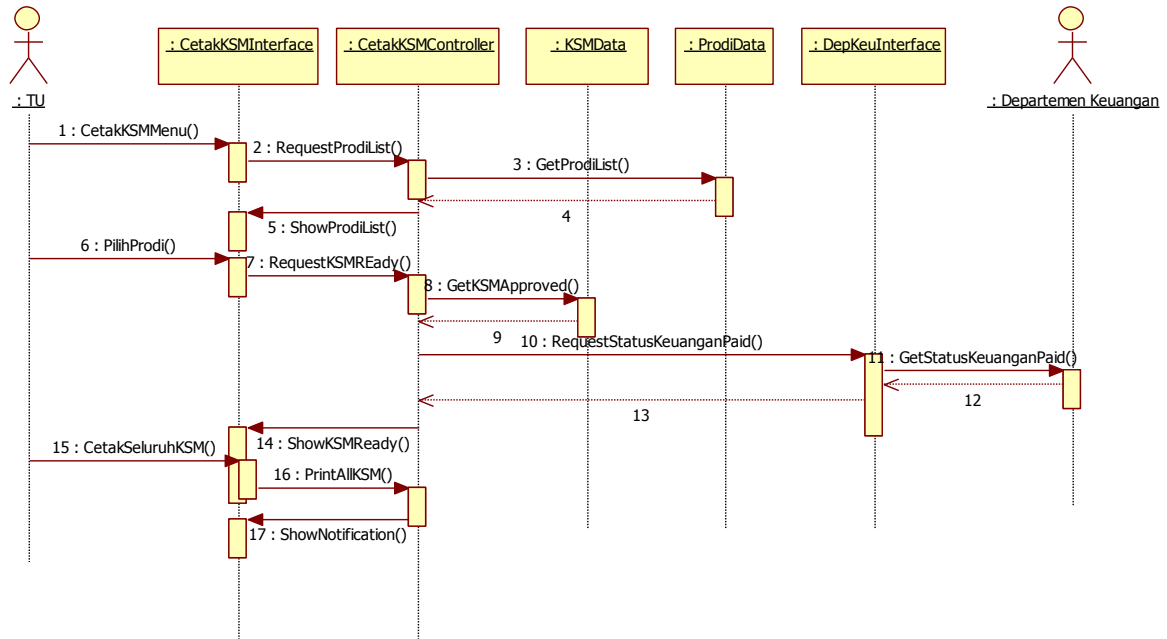 : CetakKSMInterface
: CetakKSMController
: KSMData
: ProdiData
: DepKeuInterface
: TU
: Departemen Keuangan
1 : CetakKSMMenu()
2 : RequestProdiList()
3 : GetProdiList()
4
5 : ShowProdiList()
6 : PilihProdi()
7 : RequestKSMREady()
8 : GetKSMApproved()
9
10 : RequestStatusKeuanganPaid()
11 : GetStatusKeuanganPaid()
12
13
14 : ShowKSMReady()
15 : CetakSeluruhKSM()
16 : PrintAllKSM()
17 : ShowNotification()